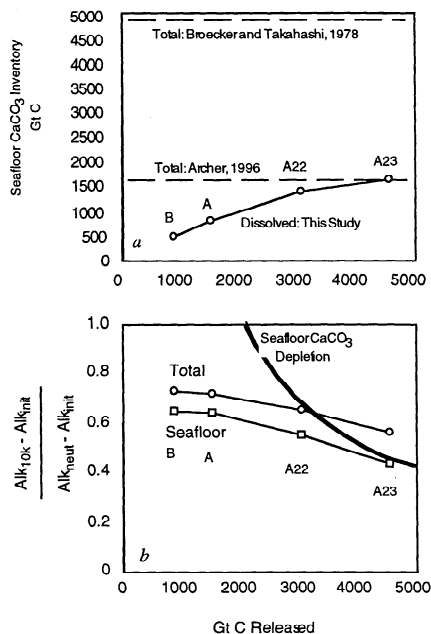 Seafloor CaCO3 Inventory
Gt C
5000
4500
4000
3500
3000
2500
2000
1500
1000
500
0
Total: Broecker and Takahashi, 1978
Total: Archer, 1996
A22
A23
A
B
Dissolved: This Study
a
0
1000
2000
3000
4000
5000
Alk10k - Alkinit
Alkneut - Alkinit
1.0
0.8
0.6
0.4
0.2
0
Seafloor CaCO3
Depletion
Total
Seafloor
B
A
A22
A23
b
0
1000
2000
3000
4000
5000
Gt C Released